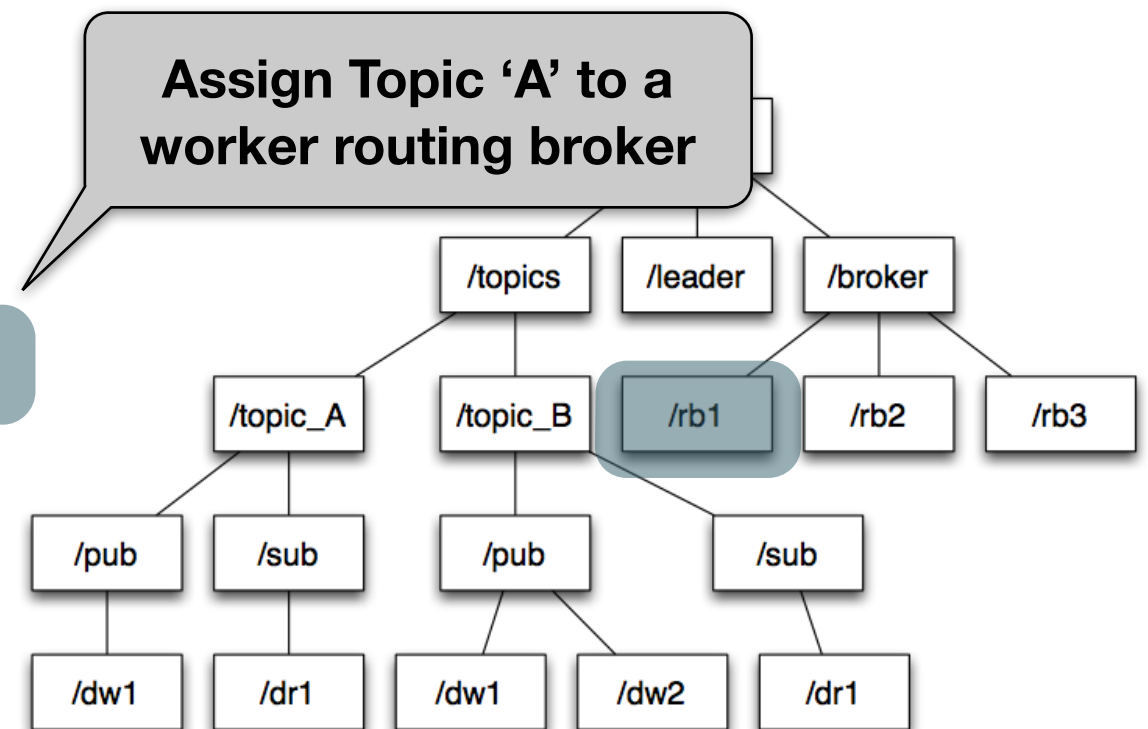 Assign Topic ‘A’ to a
worker routing broker
/topics
/leader
/broker
/topic_A
/topic_B
/rb1
/rb2
/rb3
/pub
/sub
/pub
/sub
/dw1
/dr1
/dw1
/dw2
/dr1